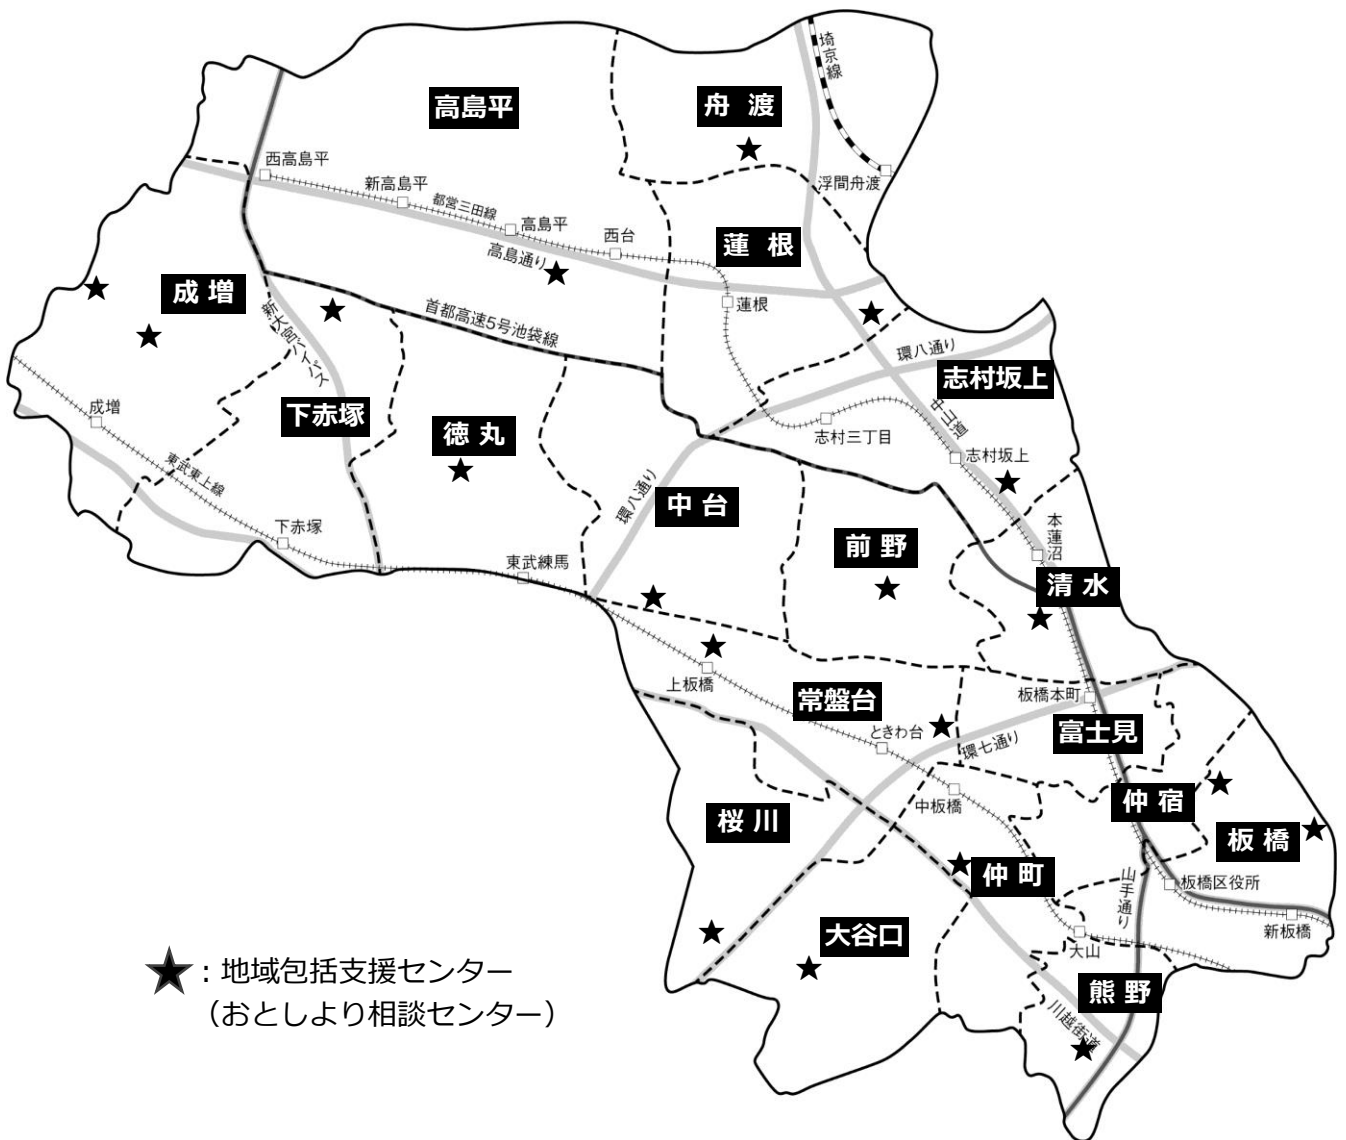 埼京線
高島平
舟 渡
西高島平
新高島平
都営三田線
高島平
浮間舟渡
西台
蓮 根
高島通り
成 増
蓮根
新大宮バイパス
首都高速5号池袋線
環八通り
志村坂上
成増
下赤塚
徳 丸
中山道
志村三丁目
志村坂上
東武東上線
環八通り
中 台
下赤塚
前 野
本蓮沼
東武練馬
清 水
上板橋
常盤台
板橋本町
ときわ台
環七通り
富士見
中板橋
仲 宿
桜 川
板 橋
仲 町
山手通り
板橋区役所
大谷口
大山
新板橋
熊 野
川越街道
★：地域包括支援センター
（おとしより相談センター）